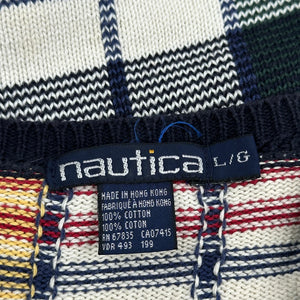 nautica
L/G
MADE IN HONG KONG
FABRIQUÉ À HONG KONG
100% COTTON
100% COTON
RN 67835 CA07415
VDR 493 199